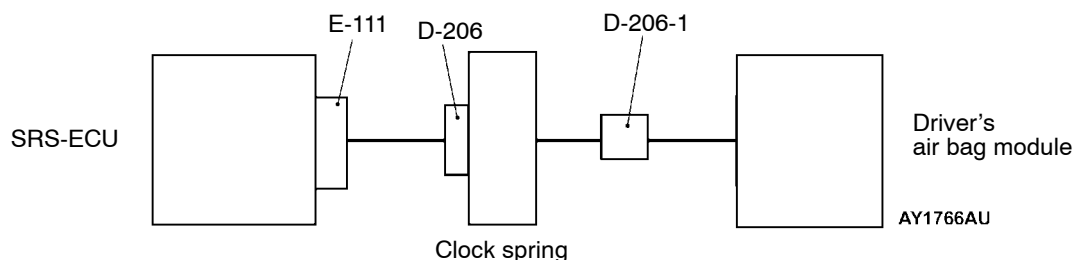 E-111
D-206
D-206-1
SRS-ECU
Driver's
air bag module
AY1766AU
Clock spring